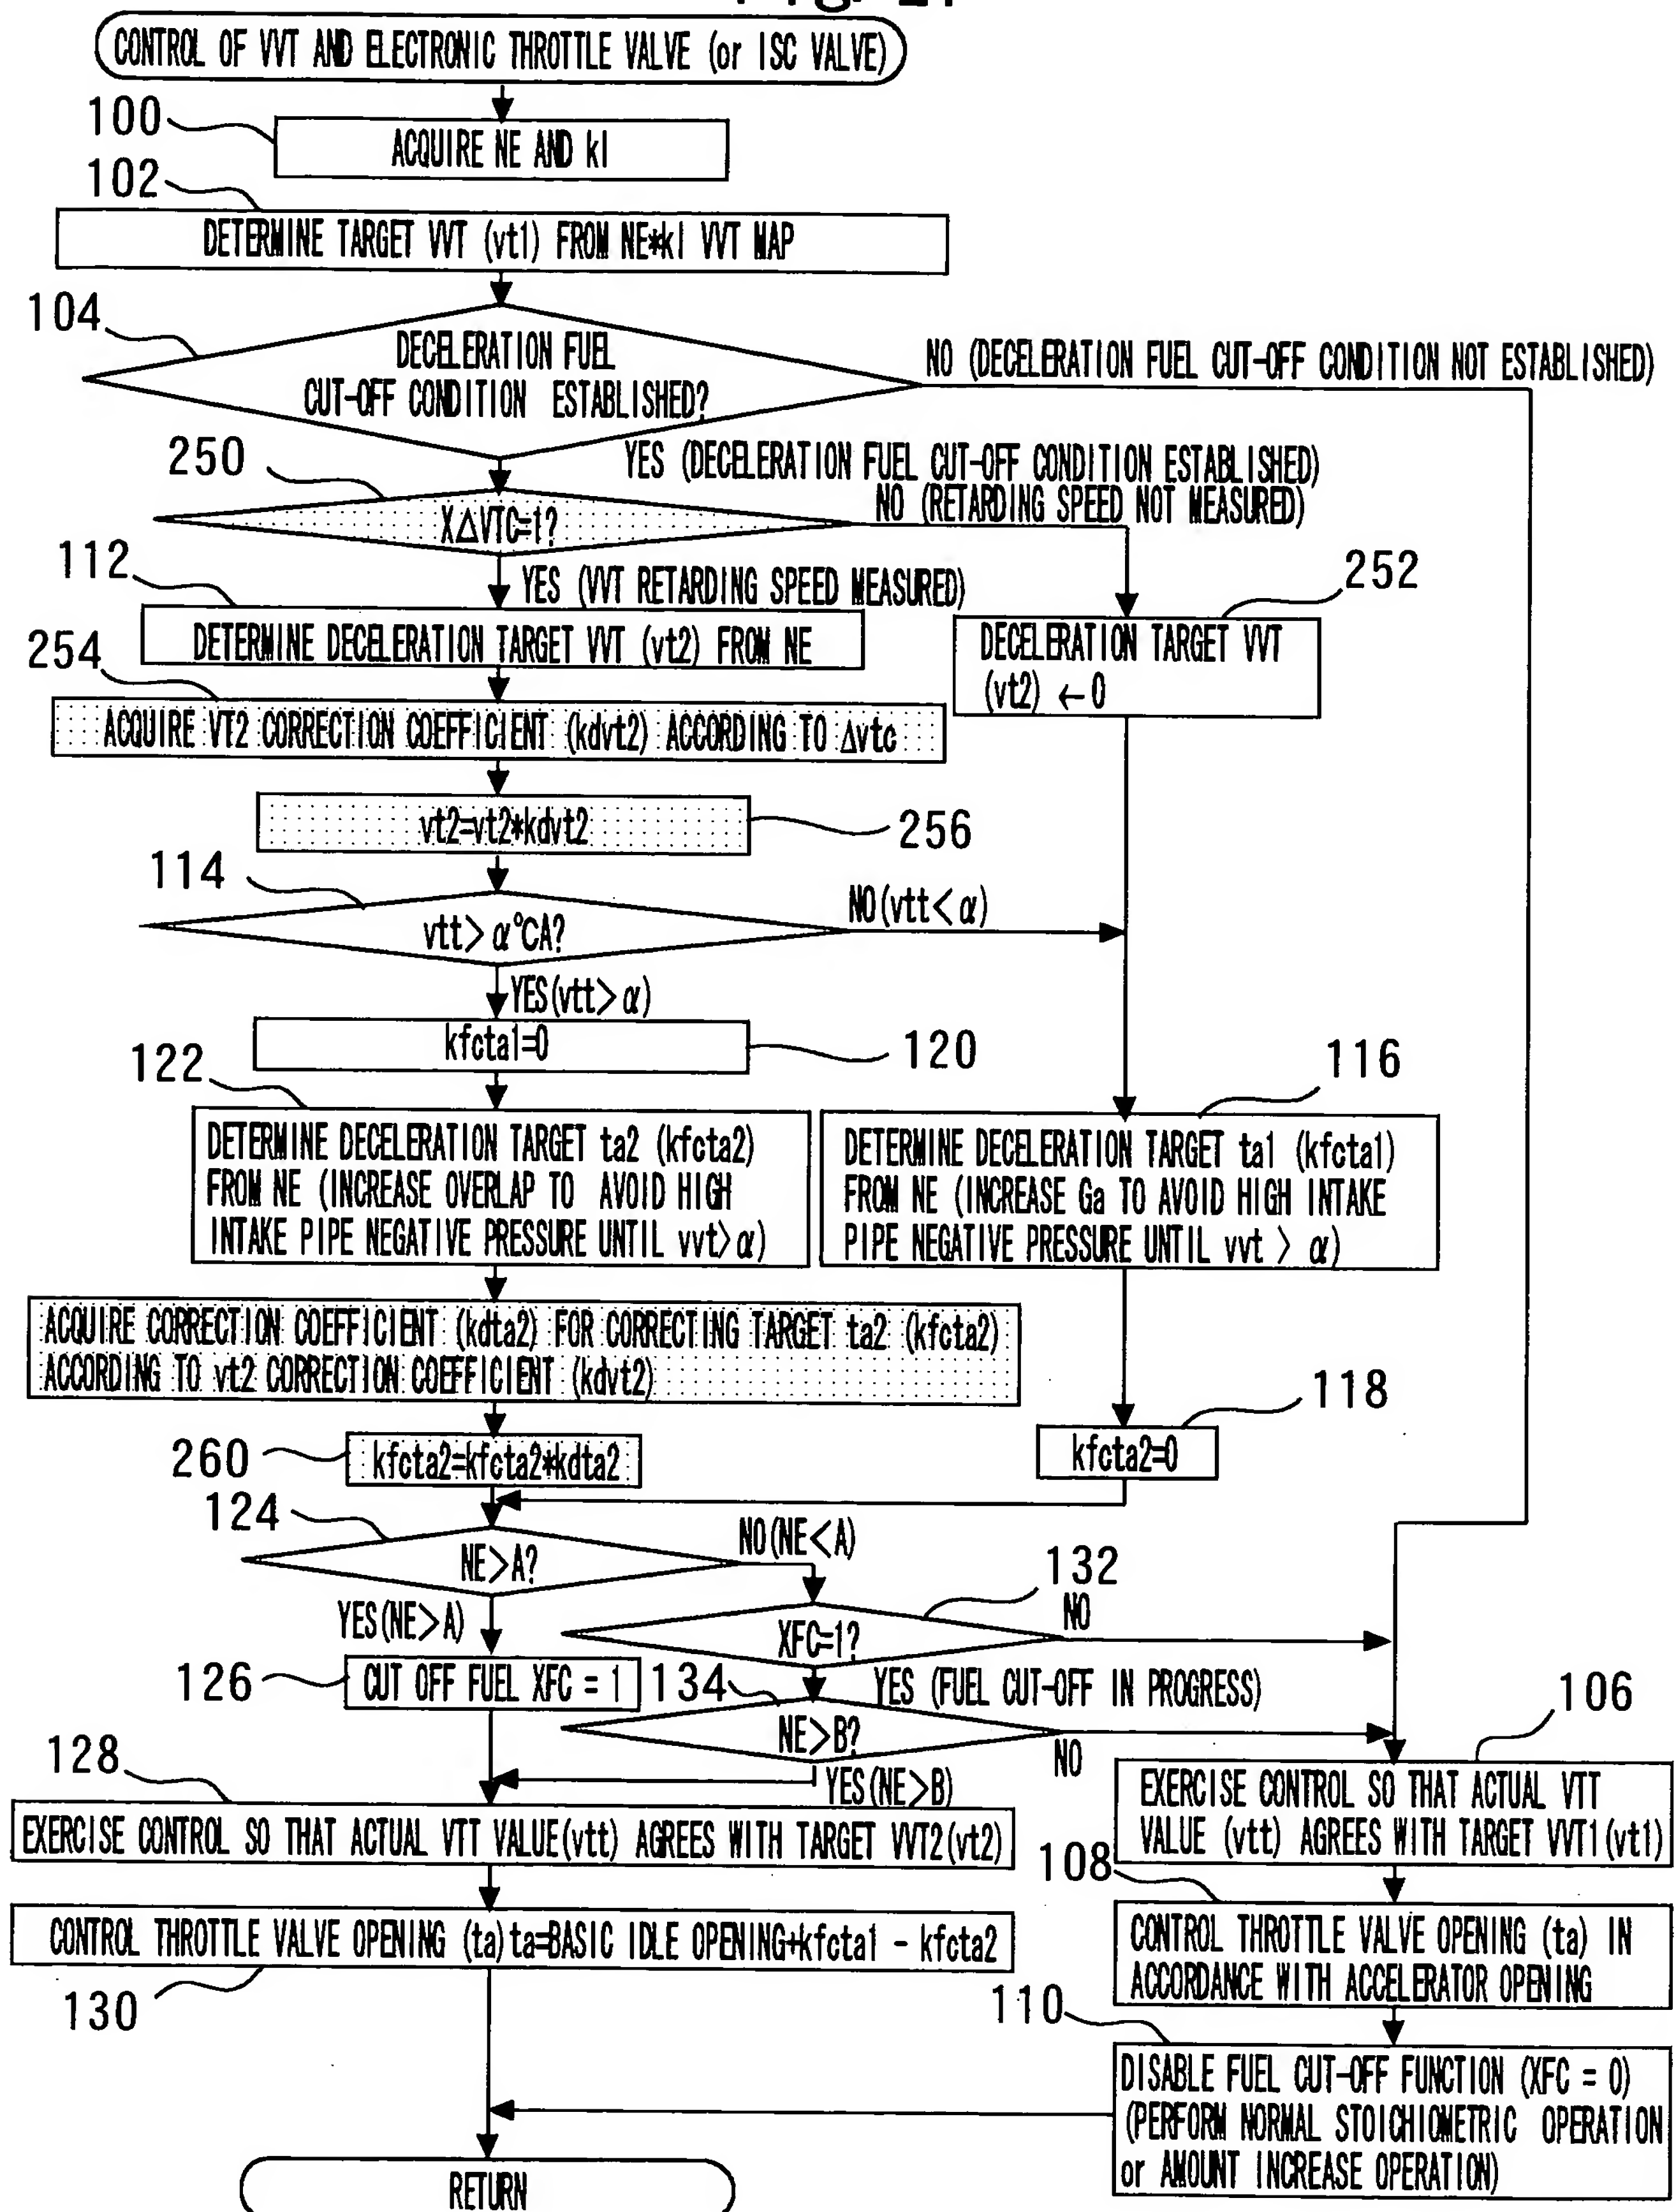 CONTROL OF VVT AND ELECTRONIC THROTTLE VALVE (or ISC VALVE)
100
ACQUIRE NE AND kl
102
DETERMINE TARGET VVT (vt1) FROM NE*kl VVT MAP
104
DECELERATION FUEL
CUT-OFF CONDITION ESTABLISHED?
NO (DECELERATION FUEL CUT-OFF CONDITION NOT ESTABLISHED)
YES (DECELERATION FUEL CUT-OFF CONDITION ESTABLISHED)
250
X△VTC=1?
NO (RETARDING SPEED NOT MEASURED)
YES (VVT RETARDING SPEED MEASURED)
112
DETERMINE DECELERATION TARGET VVT (vt2) FROM NE
252
DECELERATION TARGET VVT
(vt2) ←0
254
ACQUIRE VT2 CORRECTION COEFFICIENT (kdvt2) ACCORDING TO Δvtc
vt2=vt2*kdvt2
256
114
vtt>α°CA?
NO(vtt<α)
YES(vtt>α)
kfcta1=0
120
122
DETERMINE DECELERATION TARGET ta2 (kfcta2)
FROM NE (INCREASE OVERLAP TO AVOID HIGH
INTAKE PIPE NEGATIVE PRESSURE UNTIL vvt>α)
116
DETERMINE DECELERATION TARGET ta1 (kfcta1)
FROM NE (INCREASE Ga TO AVOID HIGH INTAKE
PIPE NEGATIVE PRESSURE UNTIL vvt > α)
ACQUIRE CORRECTION COEFFICIENT (kdta2) FOR CORRECTING TARGET ta2 (kfcta2)
ACCORDING TO vt2 CORRECTION COEFFICIENT (kdvt2)
118
kfcta2=0
260
kfcta2=kfcta2*kdta2
124
NE>A?
NO(NE<A)
YES(NE>A)
132
XFC=1?
NO
YES (FUEL CUT-OFF IN PROGRESS)
126
CUT OFF FUEL XFC = 1
134
NE>B?
NO
YES(NE>B)
106
EXERCISE CONTROL SO THAT ACTUAL VTT
VALUE (vtt) AGREES WITH TARGET VVT1(vt1)
128
EXERCISE CONTROL SO THAT ACTUAL VTT VALUE(vtt) AGREES WITH TARGET VVT2(vt2)
108
CONTROL THROTTLE VALVE OPENING (ta) IN
ACCORDANCE WITH ACCELERATOR OPENING
CONTROL THROTTLE VALVE OPENING (ta)ta=BASIC IDLE OPENING+kfcta1 - kfcta2
130
110
DISABLE FUEL CUT-OFF FUNCTION (XFC = 0)
(PERFORM NORMAL STOICHIOMETRIC OPERATION
or AMOUNT INCREASE OPERATION)
RETURN